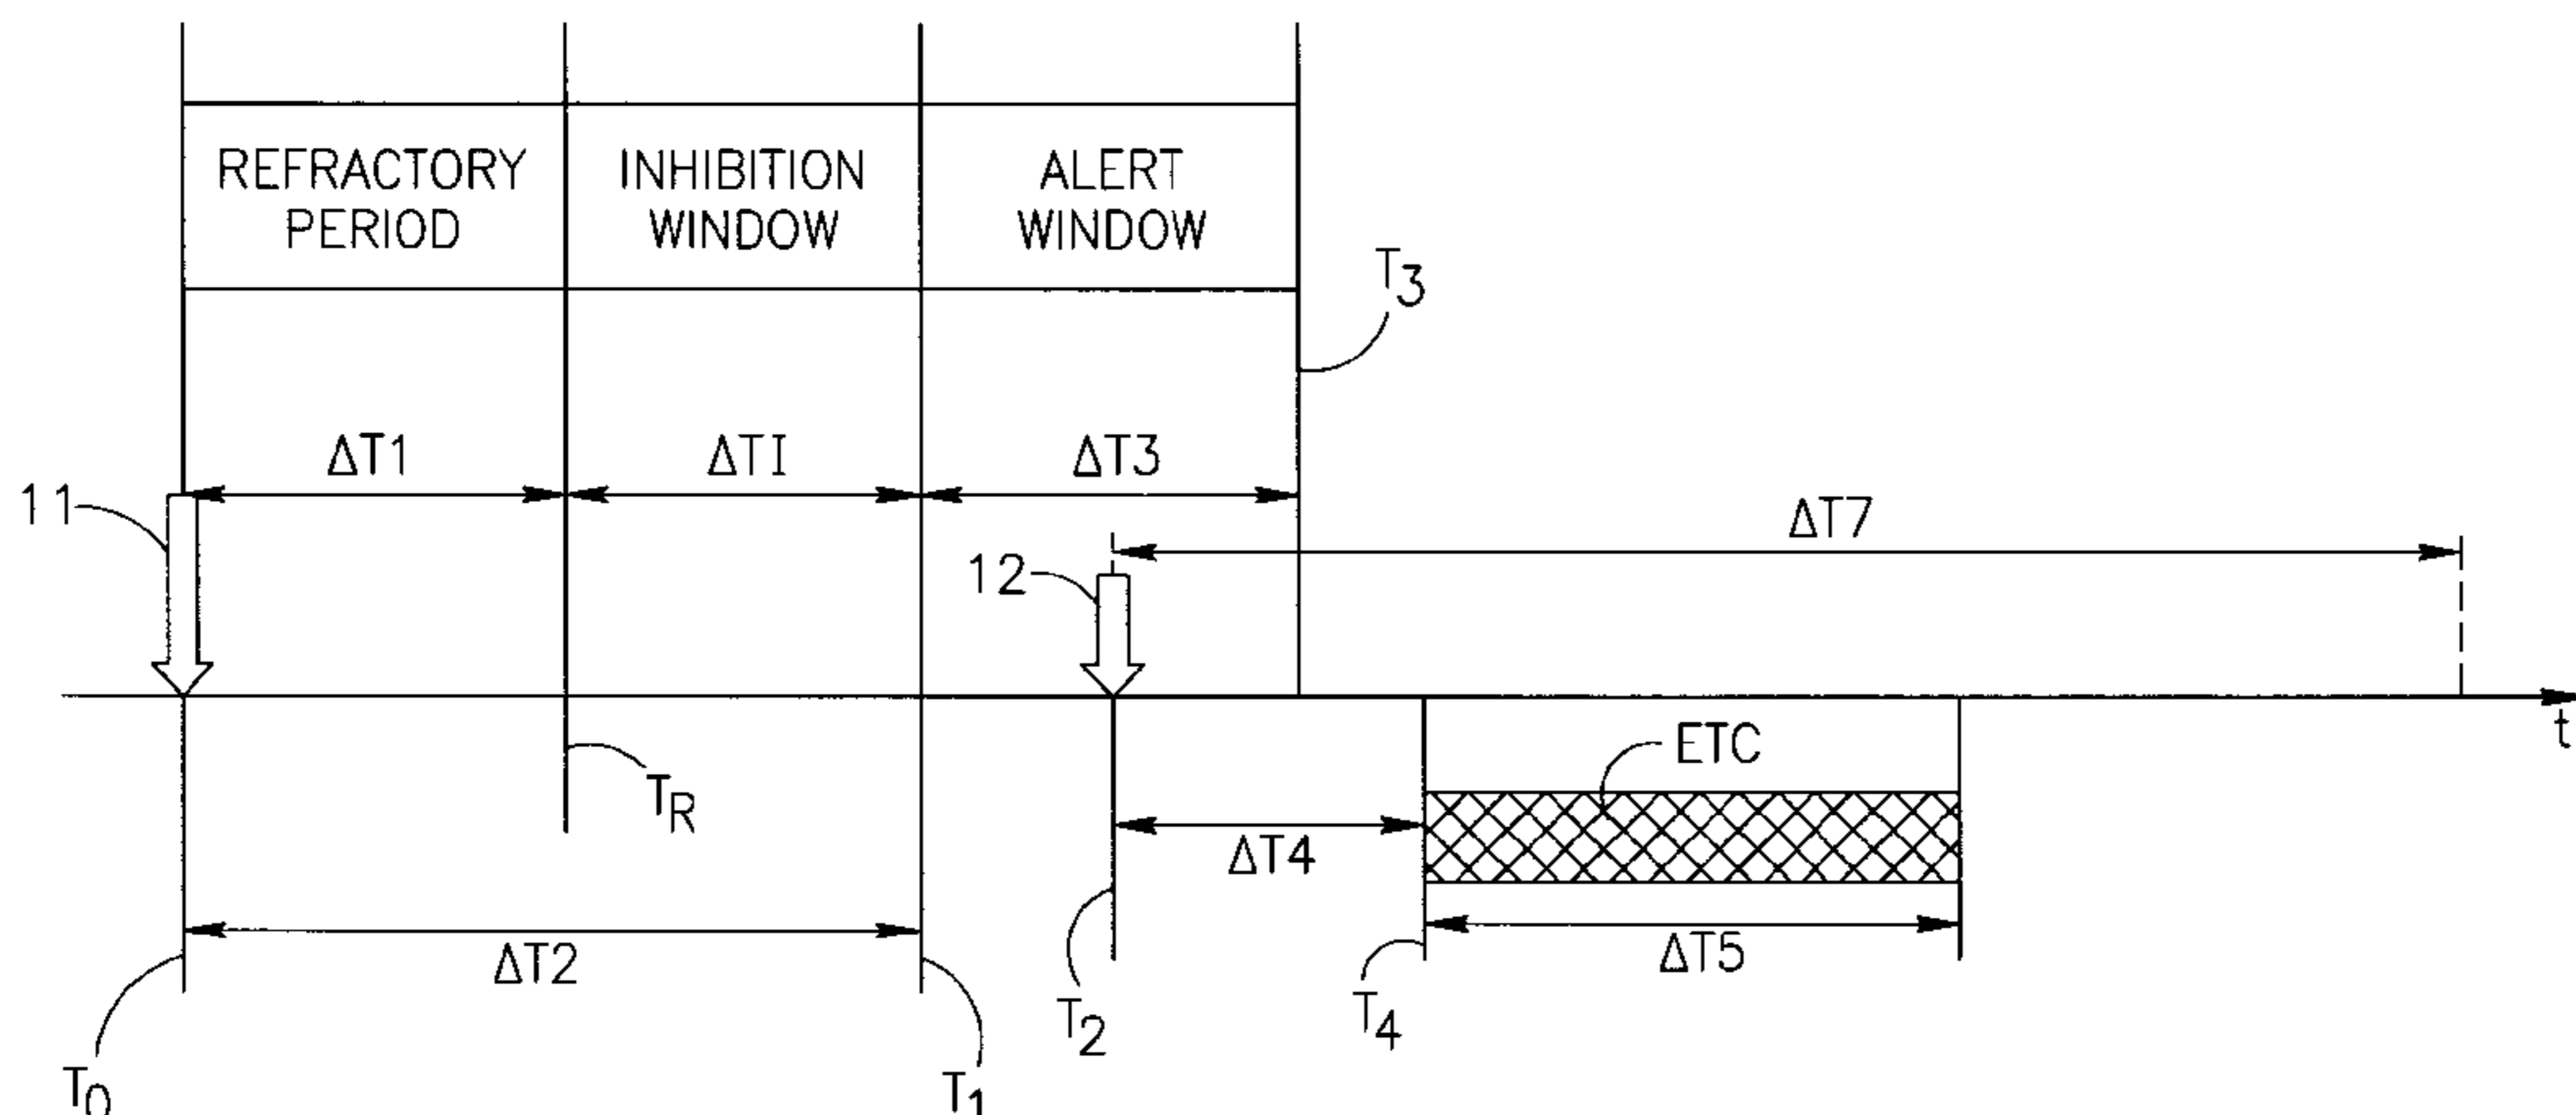 REFRACTORY
PERIOD
INHIBITION
WINDOW
ALERT
WINDOW
T3
ΔT1
ΔTI
ΔT3
11
ΔT7
12
t
ETC
TR
ΔT4
ΔT2
ΔT5
T2
T4
T0
T1